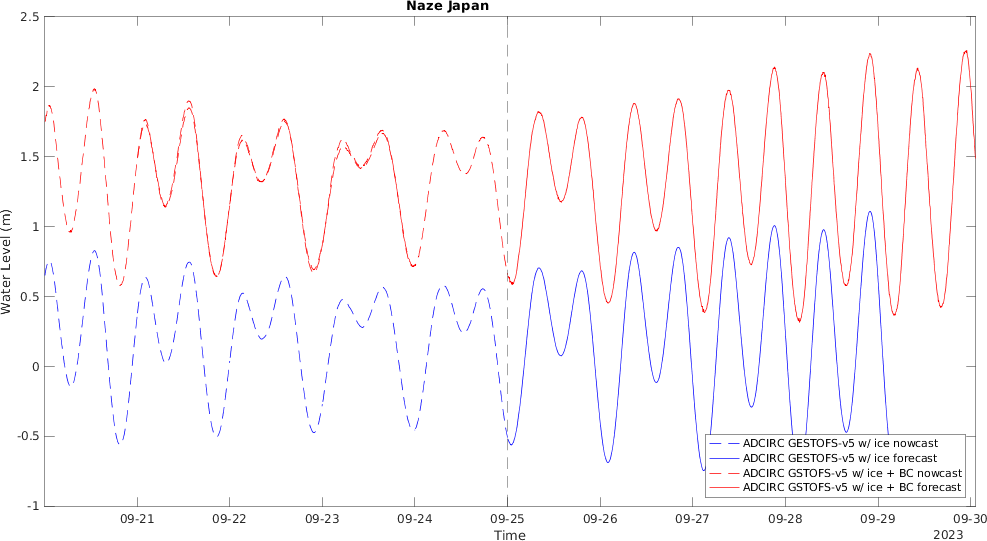 Naze Japan
2.5
2
1.5
1
0.5
0
-0.5
-1
Water Level (m)
ADCIRC GESTOFS-v5 w/ ice nowcast
ADCIRC GESTOFS-v5 w/ ice forecast
ADCIRC GSTOFS-v5 w/ ice + BC nowcast
ADCIRC GSTOFS-v5 w/ ice + BC forecast
09-21 09-22 09-23 09-24 09-25 09-26 09-27 09-28 09-29 09-30
Time
2023